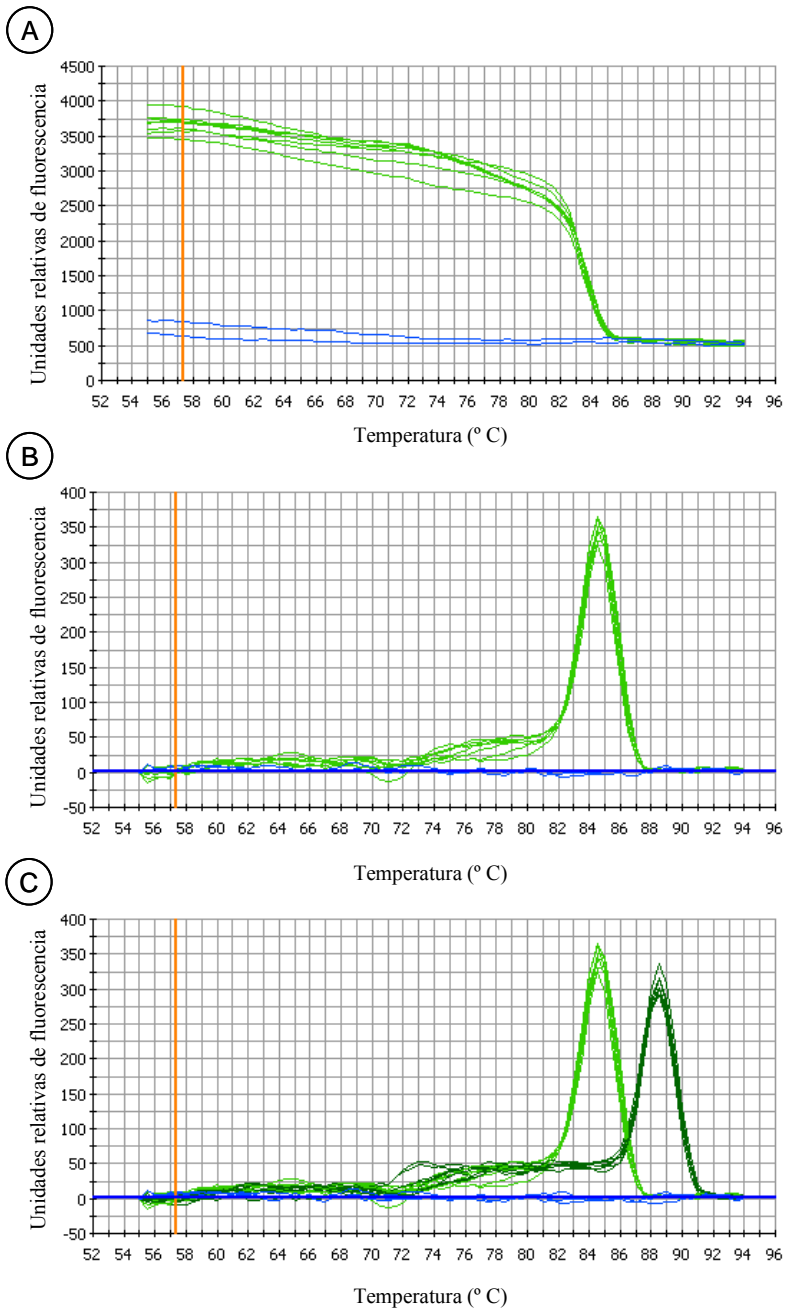 A
Unidades relativas de fluorescencia
4500
4000
3500
3000
2500
2000
1500
1000
500
0
52 54 56 58 60 62 64 66 68 70 72 74 76 78 80 82 84 86 88 90 92 94 96
Temperatura (º C)
B
Unidades relativas de fluorescencia
400
350
300
250
200
150
100
50
0
-50
52 54 56 58 60 62 64 66 68 70 72 74 76 78 80 82 84 86 88 90 92 94 96
Temperatura (º C)
C
Unidades relativas de fluorescencia
400
350
300
250
200
150
100
50
0
-50
52 54 56 58 60 62 64 66 68 70 72 74 76 78 80 82 84 86 88 90 92 94 96
Temperatura (º C)